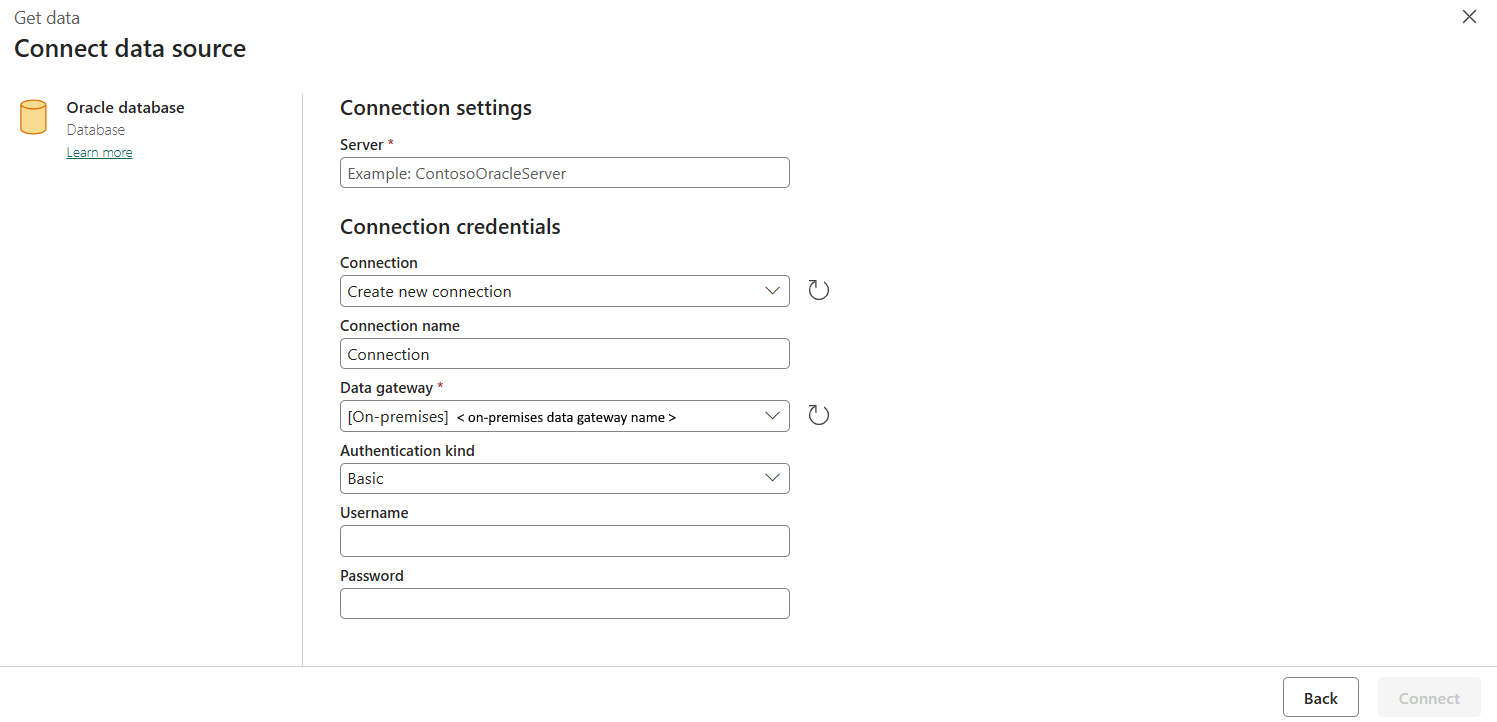 Get data
Connect data source
Oracle database
Database
Learn more
Connection settings
Server *
Example: ContosoOracleServer
Connection credentials
Connection
Create new connection
Connection name
Connection
Data gateway *
[On-premises] < on-premises data gateway name >
Authentication kind
Basic
Username
Password
Back
Connect